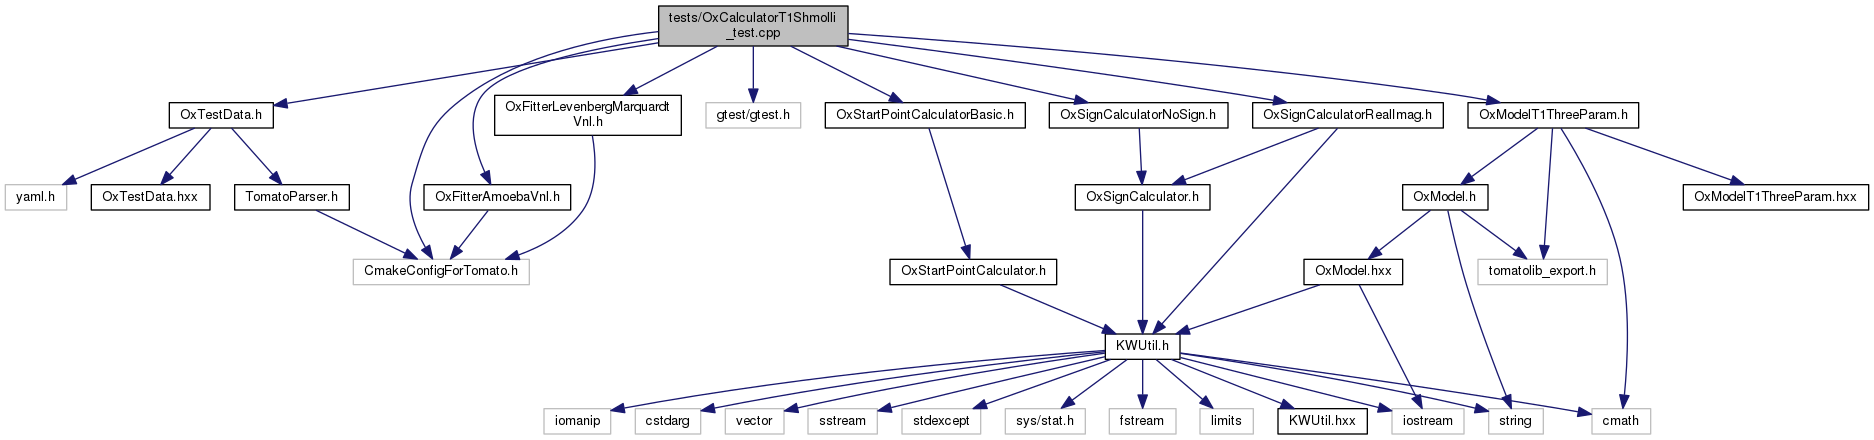 tests/OxCalculatorT1Shmolli
_test.cpp
OxTestData.h
OxFitterLevenbergMarquardt
Vnl.h
gtest/gtest.h
OxStartPointCalculatorBasic.h
OxSignCalculatorNoSign.h
OxSignCalculatorRealImag.h
OxModelT1ThreeParam.h
yaml.h
OxTestData.hxx
TomatoParser.h
OxFitterAmoebaVnl.h
OxSignCalculator.h
OxModel.h
OxModelT1ThreeParam.hxx
CmakeConfigForTomato.h
OxStartPointCalculator.h
OxModel.hxx
tomatolib_export.h
KWUtil.h
iomanip
cstdarg
vector
sstream
stdexcept
sys/stat.h
fstream
limits
KWUtil.hxx
iostream
string
cmath